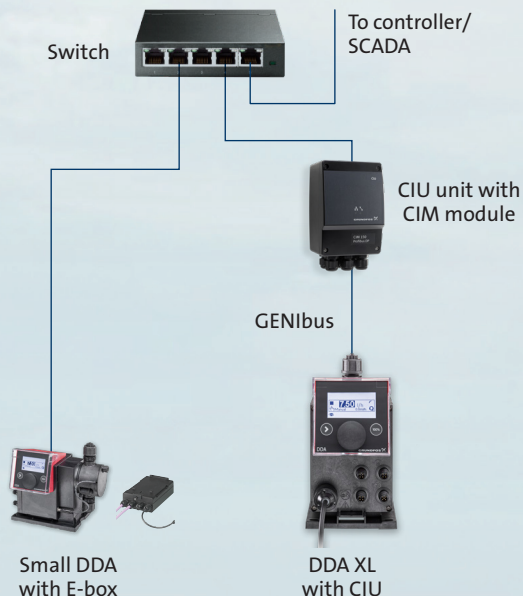 Switch
To controller/
SCADA
CIU unit with
CIM module
GENIbus
7.50
DDA
Small DDA
with E-box
DDA XL
with CIU